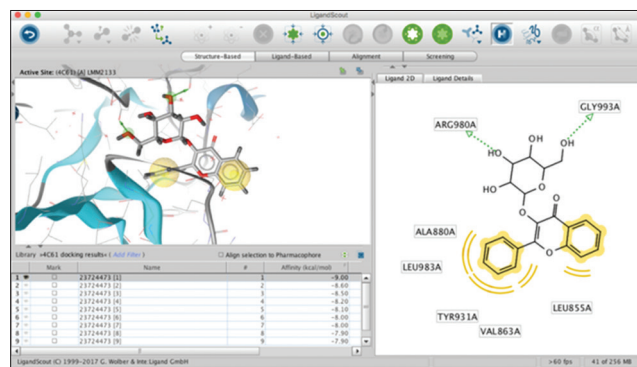 LigandScout
Structure-Based
Ligand-Based
Alignment
Screening
Active Site: (4C61) [A] LMM2133
Ligand 2D
Ligand Details
GLY993A
ARG980A
HO
OH
OH
HO
OH
O
O
O
O
ALA880A
LEU983A
LEU855A
TYR931A
VAL863A
Library »4C61 docking results« ( Add Filter )
Align selection to Pharmacophore
Mark
Name
#
Affinity (kcal/mol)
1 23724473 [1] 1 -9.00
2 23724473 [2] 2 -8.60
3 23724473 [3] 3 -8.50
4 23724473 [4] 4 -8.20
5 23724473 [5] 5 -8.10
6 23724473 [6] 6 -8.00
7 23724473 [7] 7 -8.00
8 23724473 [8] 8 -7.90
9 23724473 [9] 9 -7.90
LigandScout (C) 1999-2017 G. Wolber & Inte:Ligand GmbH
>60 fps
41 of 256 MB